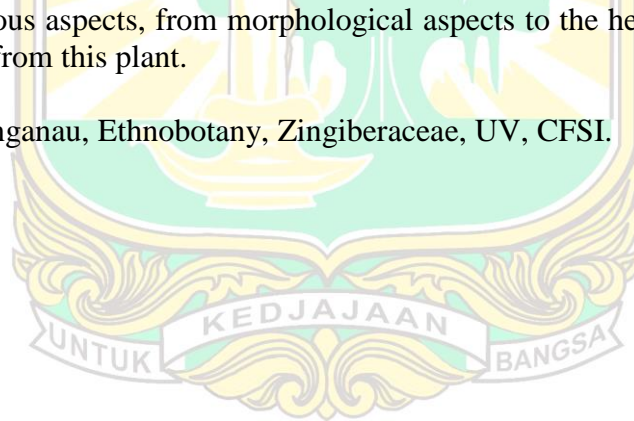 ous aspects, from morphological aspects to the he
from this plant.
nganau, Ethnobotany, Zingiberaceae, UV, CFSI.
UNTUK KEDJAJAAN BANGSA